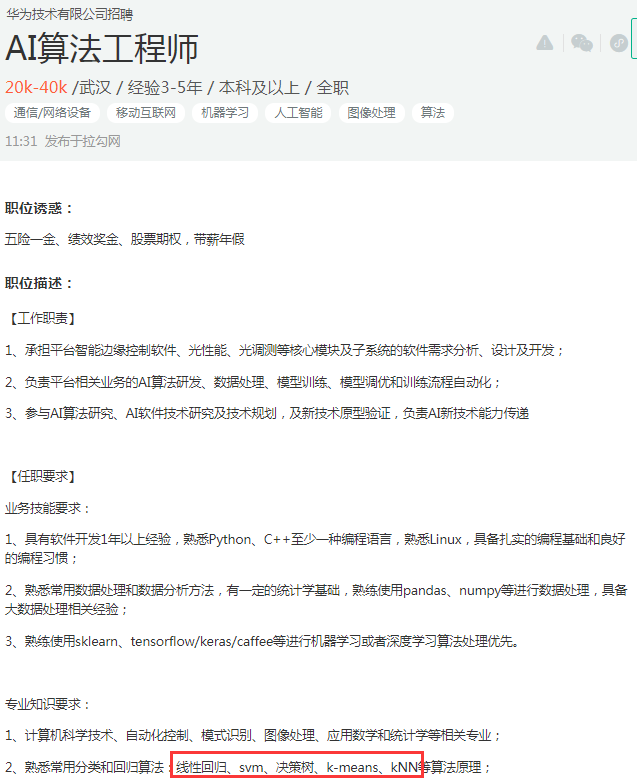 华为技术有限公司招聘
AI算法工程师
20k-40k /武汉 / 经验3-5年 / 本科及以上 / 全职
通信/网络设备 移动互联网 机器学习 人工智能 图像处理 算法
11:31 发布于拉勾网
职位诱惑：
五险一金、绩效奖金、股票期权，带薪年假
职位描述：
【工作职责】
1、承担平台智能边缘控制软件、光性能、光调测等核心模块及子系统的软件需求分析、设计及开发；
2、负责平台相关业务的AI算法研发、数据处理、模型训练、模型调优和训练流程自动化；
3、参与AI算法研究、AI软件技术研究及技术规划，及新技术原型验证，负责AI新技术能力传递
【任职要求】
业务技能要求：
1、具有软件开发1年以上经验，熟悉Python、C++至少一种编程语言，熟悉Linux，具备扎实的编程基础和良好
的编程习惯；
2、熟悉常用数据处理和数据分析方法，有一定的统计学基础，熟练使用pandas、numpy等进行数据处理，具备
大数据处理相关经验；
3、熟练使用sklearn、tensorflow/keras/caffee等进行机器学习或者深度学习算法处理优先。
专业知识要求：
1、计算机科学技术、自动化控制、模式识别、图像处理、应用数学和统计学等相关专业；
2、熟悉常用分类和回归算法：线性回归、svm、决策树、k-means、kNN等算法原理；